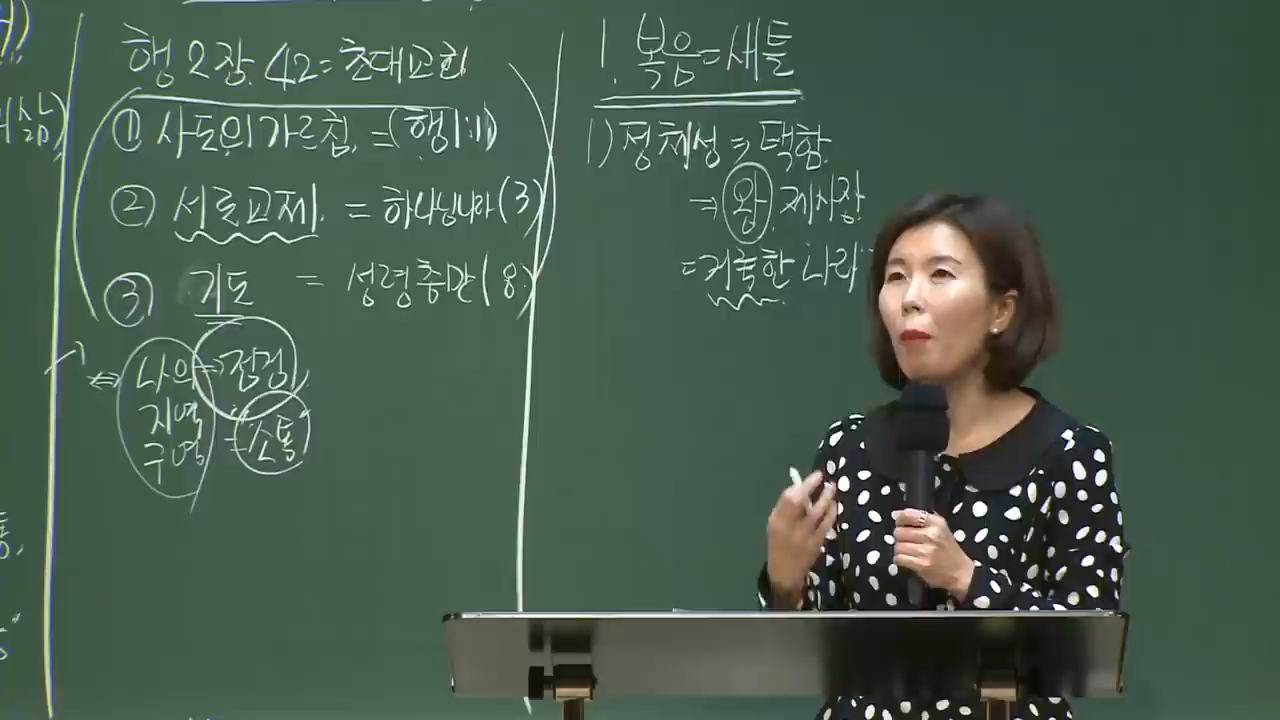 행 2장. 42 = 초대교회
① 사도의 가르침. = (행1:1)
② 서로교제. = 하나님나라(3)
③ 기도 = 성령충만(8)
⇔ 나의 → 점검
지역
구역 = 소통
1. 복음=새틀
1) 정체성 ⇒ 택함
⇒ 왕. 제사장
=거룩한 나라